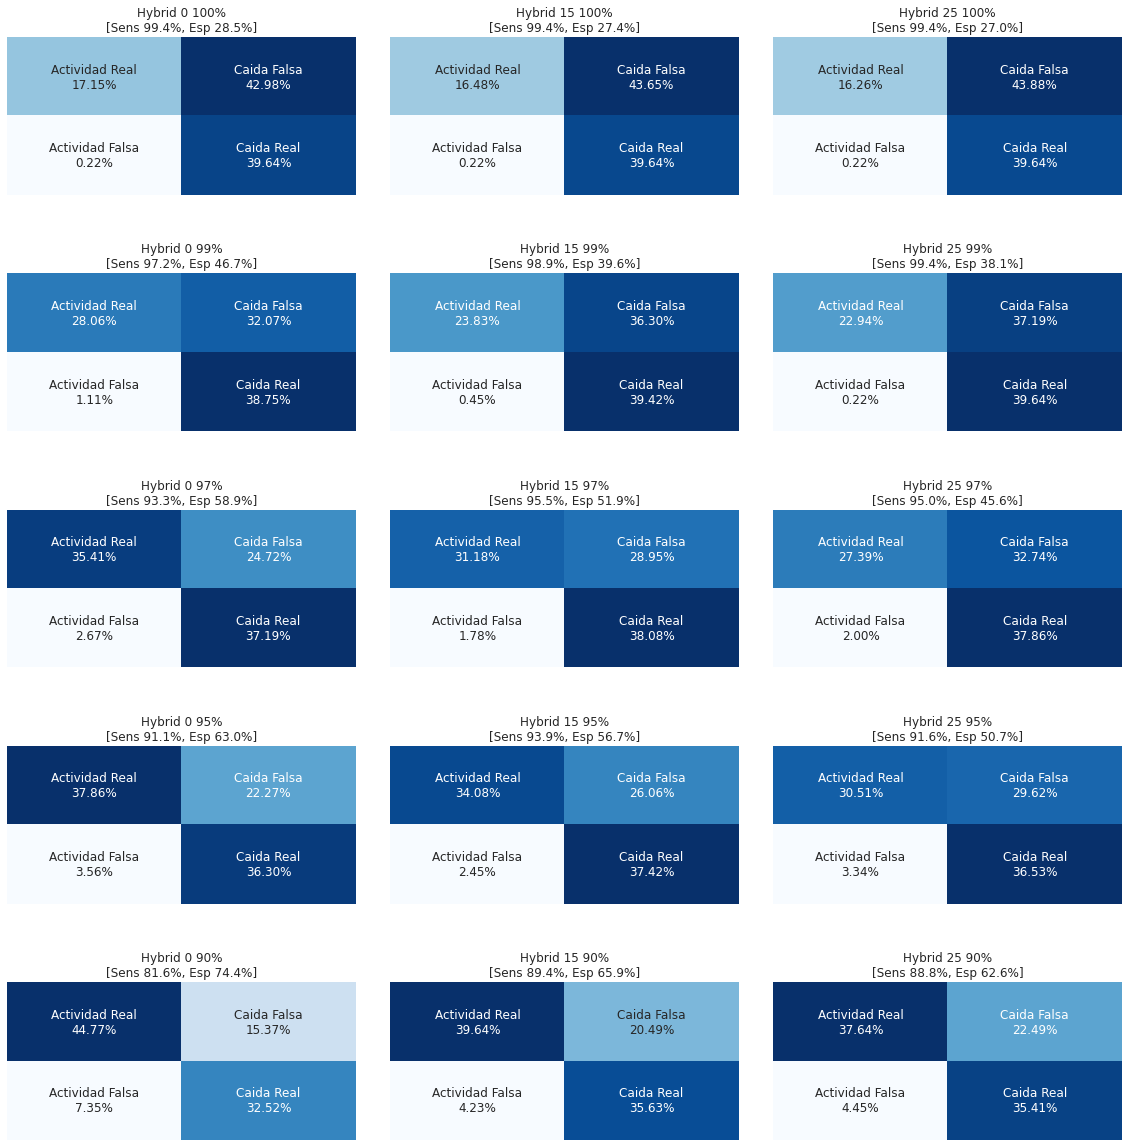 Hybrid 0 100%
[Sens 99.4%, Esp 28.5%]
Actividad Real
17.15%
Caida Falsa
42.98%
Actividad Falsa
0.22%
Caida Real
39.64%
Hybrid 15 100%
[Sens 99.4%, Esp 27.4%]
Actividad Real
16.48%
Caida Falsa
43.65%
Actividad Falsa
0.22%
Caida Real
39.64%
Hybrid 25 100%
[Sens 99.4%, Esp 27.0%]
Actividad Real
16.26%
Caida Falsa
43.88%
Actividad Falsa
0.22%
Caida Real
39.64%
Hybrid 0 99%
[Sens 97.2%, Esp 46.7%]
Actividad Real
28.06%
Caida Falsa
32.07%
Actividad Falsa
1.11%
Caida Real
38.75%
Hybrid 15 99%
[Sens 98.9%, Esp 39.6%]
Actividad Real
23.83%
Caida Falsa
36.30%
Actividad Falsa
0.45%
Caida Real
39.42%
Hybrid 25 99%
[Sens 99.4%, Esp 38.1%]
Actividad Real
22.94%
Caida Falsa
37.19%
Actividad Falsa
0.22%
Caida Real
39.64%
Hybrid 0 97%
[Sens 93.3%, Esp 58.9%]
Actividad Real
35.41%
Caida Falsa
24.72%
Actividad Falsa
2.67%
Caida Real
37.19%
Hybrid 15 97%
[Sens 95.5%, Esp 51.9%]
Actividad Real
31.18%
Caida Falsa
28.95%
Actividad Falsa
1.78%
Caida Real
38.08%
Hybrid 25 97%
[Sens 95.0%, Esp 45.6%]
Actividad Real
27.39%
Caida Falsa
32.74%
Actividad Falsa
2.00%
Caida Real
37.86%
Hybrid 0 95%
[Sens 91.1%, Esp 63.0%]
Actividad Real
37.86%
Caida Falsa
22.27%
Actividad Falsa
3.56%
Caida Real
36.30%
Hybrid 15 95%
[Sens 93.9%, Esp 56.7%]
Actividad Real
34.08%
Caida Falsa
26.06%
Actividad Falsa
2.45%
Caida Real
37.42%
Hybrid 25 95%
[Sens 91.6%, Esp 50.7%]
Actividad Real
30.51%
Caida Falsa
29.62%
Actividad Falsa
3.34%
Caida Real
36.53%
Hybrid 0 90%
[Sens 81.6%, Esp 74.4%]
Actividad Real
44.77%
Caida Falsa
15.37%
Actividad Falsa
7.35%
Caida Real
32.52%
Hybrid 15 90%
[Sens 89.4%, Esp 65.9%]
Actividad Real
39.64%
Caida Falsa
20.49%
Actividad Falsa
4.23%
Caida Real
35.63%
Hybrid 25 90%
[Sens 88.8%, Esp 62.6%]
Actividad Real
37.64%
Caida Falsa
22.49%
Actividad Falsa
4.45%
Caida Real
35.41%